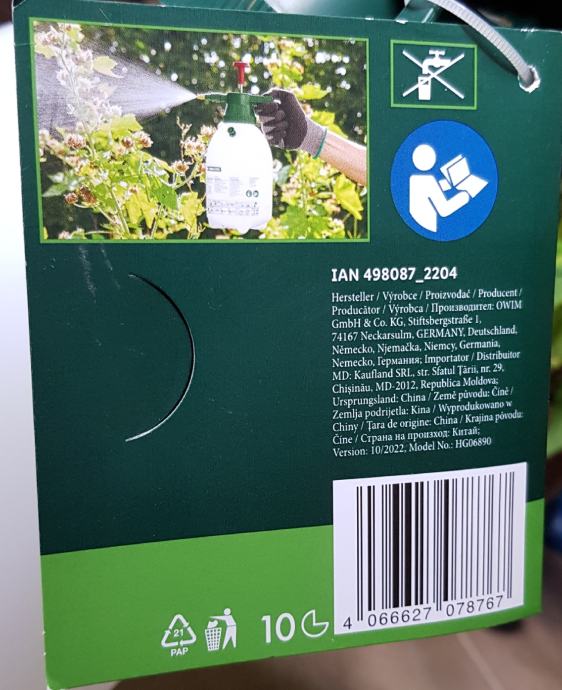 IAN 498087_2204
Hersteller / Výrobce / Proizvođač / Producent /
Producător / Výrobca / Производител: OWIM
GmbH & Co. KG, Stiftsbergstraße 1,
74167 Neckarsulm, GERMANY, Deutschland,
Německo, Njemačka, Niemcy, Germania,
Nemecko, Германия; Importator / Distribuitor
MD: Kaufland SRL, str. Sfatul Țării, nr. 29,
Chișinău, MD-2012, Republica Moldova;
Ursprungsland: China / Země původu: Čine /
Zemlja podrijetla: Kina / Wyprodukowano w
Chiny / Țara de origine: China / Krajina pôvodu:
Číne / Страна на произход: Китай;
Version: 10/2022, Model No.: HG06890
4 066627 078767
21
PAP
10